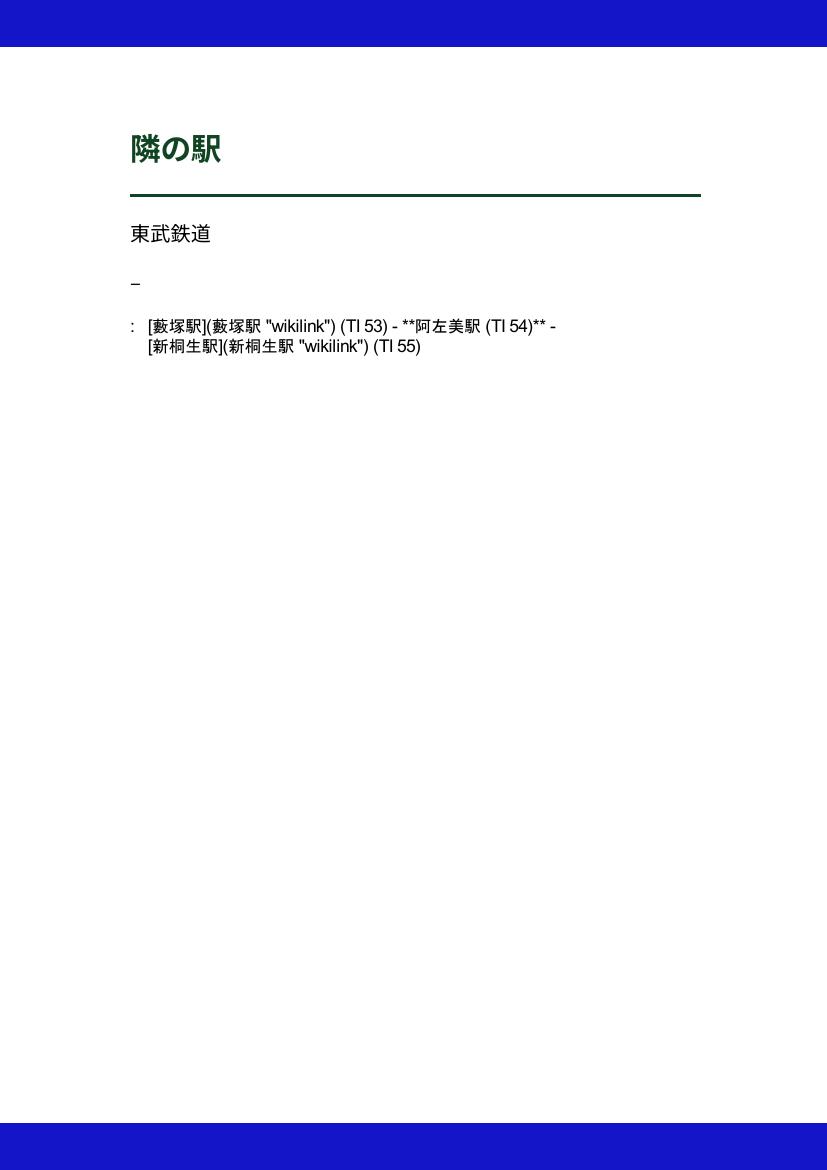 隣の駅
東武鉄道
–
: [藪塚駅](藪塚駅 "wikilink") (TI 53) - **阿左美駅 (TI 54)** -
[新桐生駅](新桐生駅 "wikilink") (TI 55)